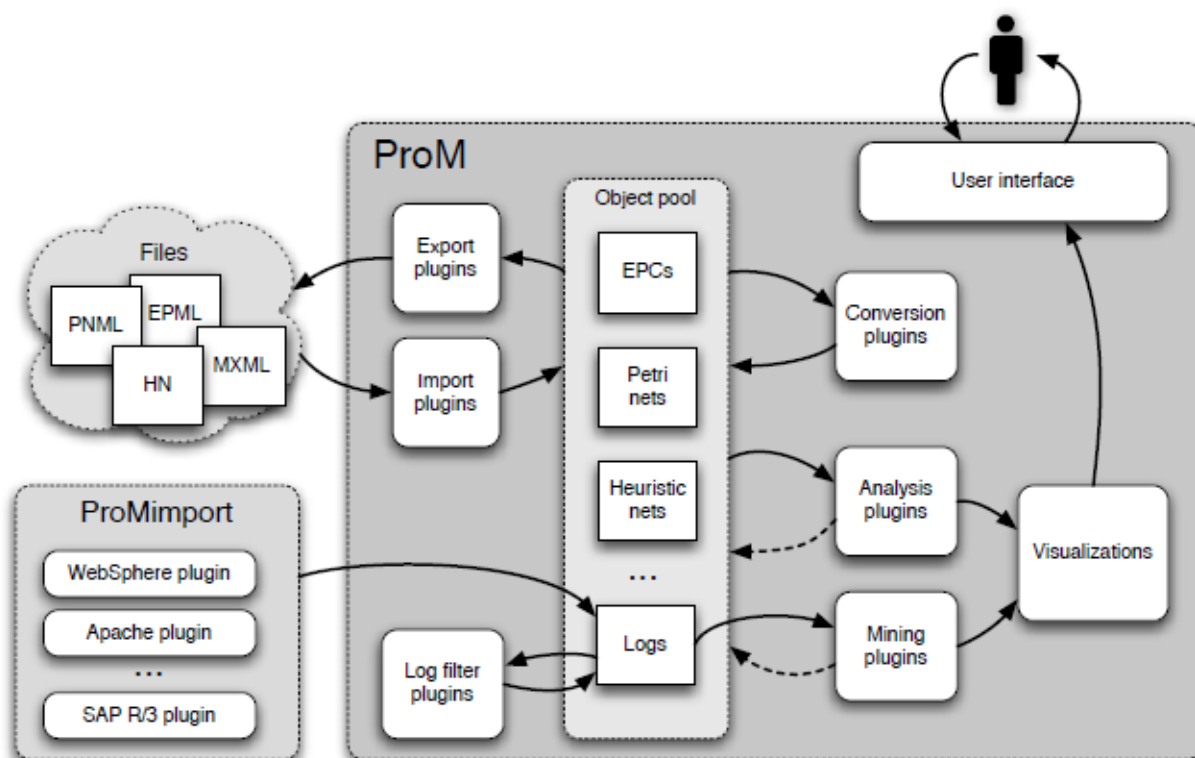 ProM
User interface
Object pool
Export
plugins
EPCs
Files
PNML
EPML
MXML
HN
Conversion
plugins
Import
plugins
Petri
nets
Heuristic
nets
Analysis
plugins
ProMimport
WebSphere plugin
Apache plugin
...
SAP R/3 plugin
Visualizations
...
Logs
Log filter
plugins
Mining
plugins